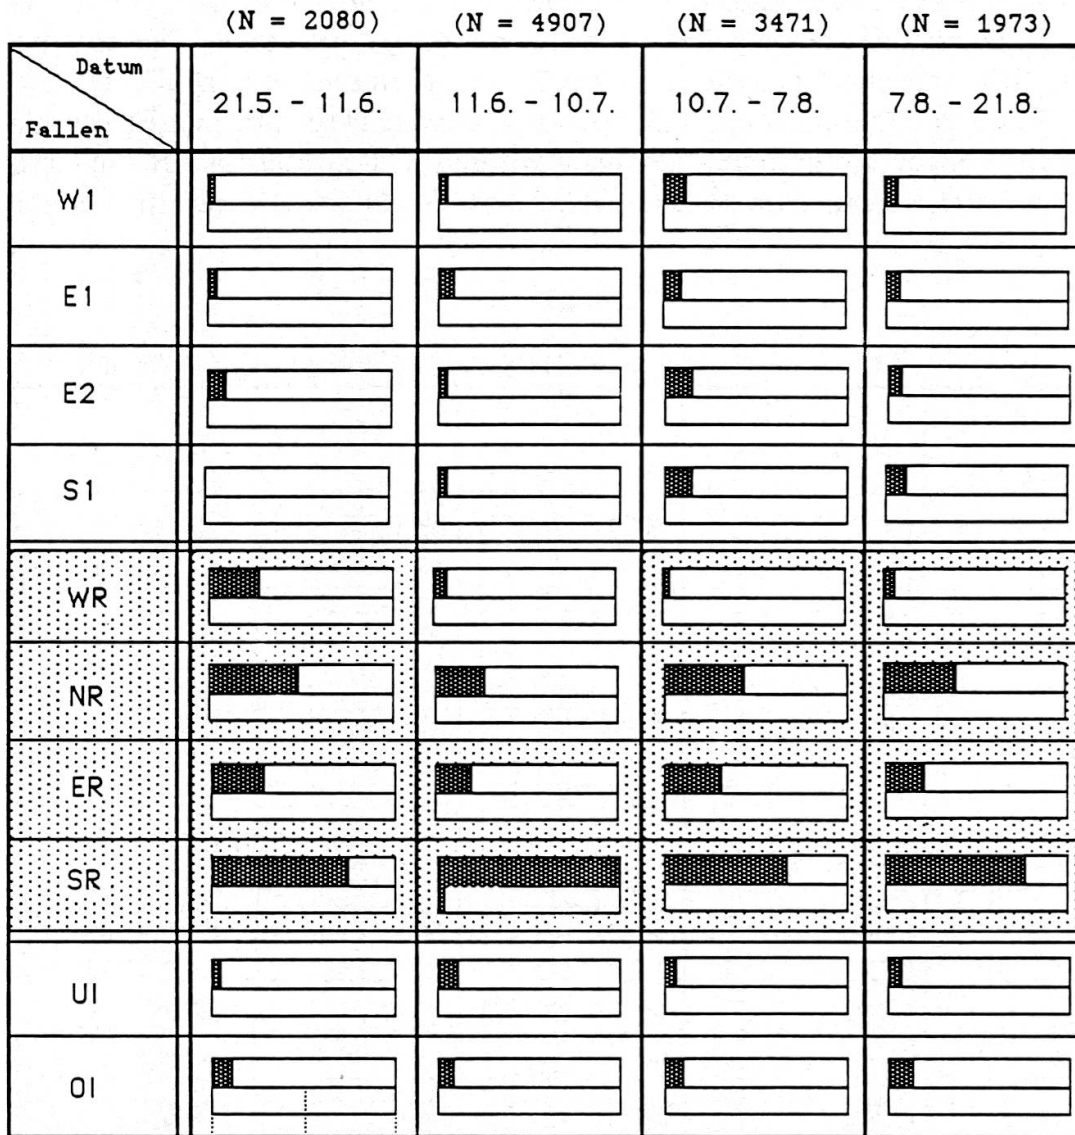 (N = 2080) (N = 4907) (N = 3471) (N = 1973)
Datum
Fallen
21.5. - 11.6. 11.6. - 10.7. 10.7. - 7.8. 7.8. - 21.8.
W1
E1
E2
S1
WR
NR
ER
SR
UI
OI